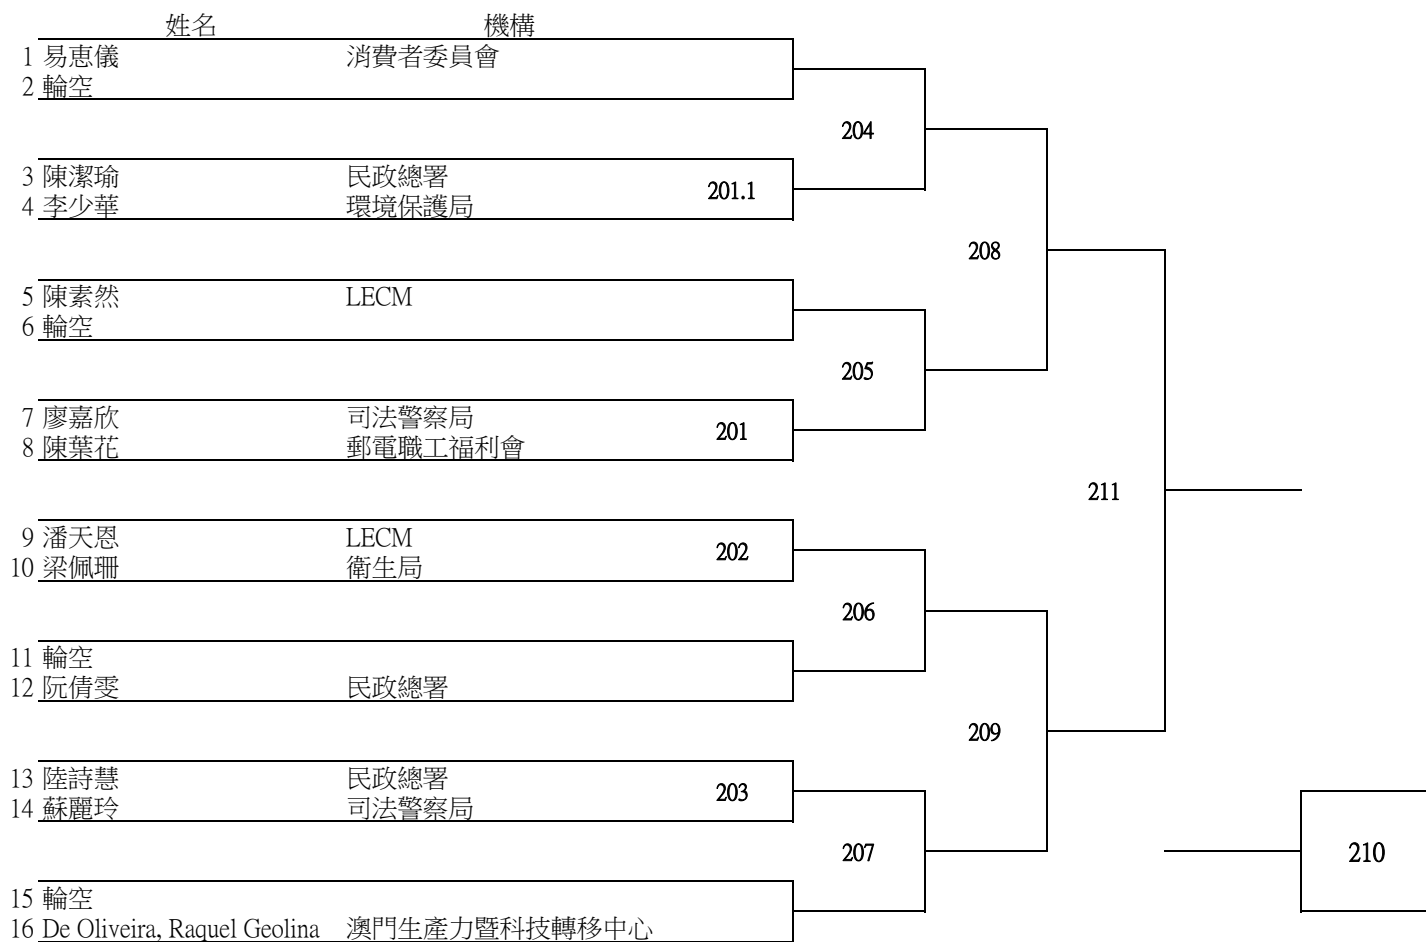 姓名 機構
1 易恵儀 消費者委員會
2 輪空
204
3 陳潔瑜 民政總署
201.1
4 李少華 環境保護局
208
5 陳素然 LECM
6 輪空
205
7 廖嘉欣 司法警察局
201
8 陳葉花 郵電職工福利會
211
9 潘天恩 LECM
202
10 梁佩珊 衛生局
206
11 輪空
12 阮倩雯 民政總署
209
13 陸詩慧 民政總署
203
14 蘇麗玲 司法警察局
207
210
15 輪空
16 De Oliveira, Raquel Geolina 澳門生產力暨科技轉移中心